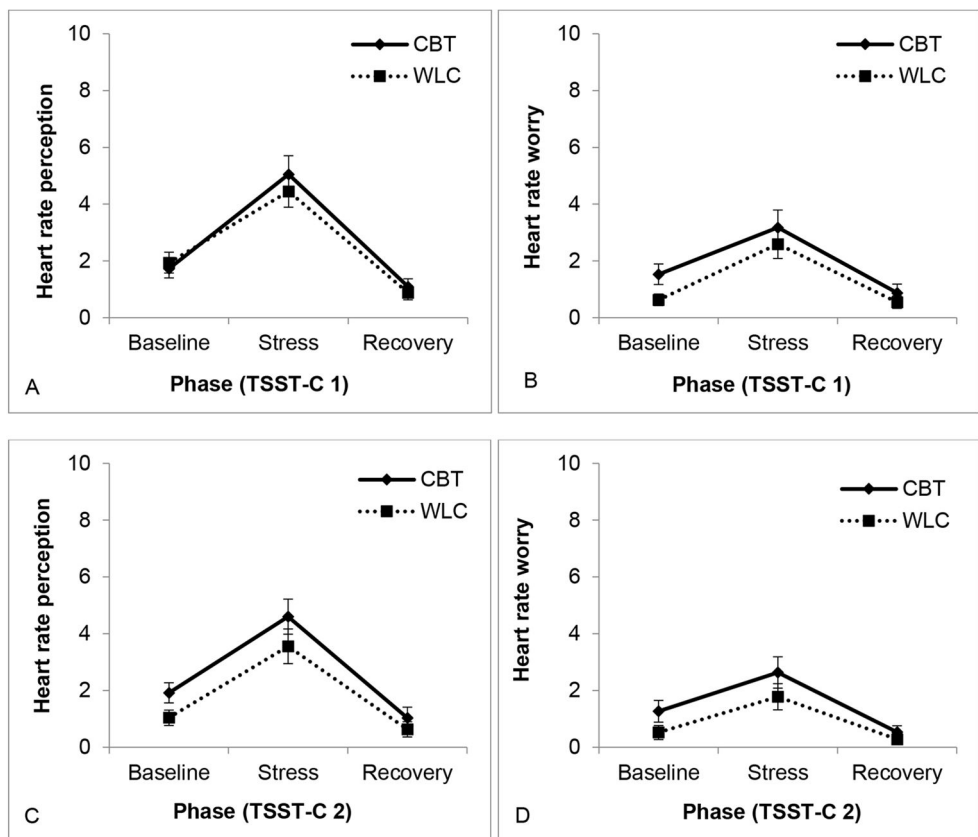 10
8
6
4
2
0
Heart rate perception
CBT
WLC
Baseline Stress Recovery
Phase (TSST-C 1)
A
10
8
6
4
2
0
Heart rate worry
CBT
WLC
Baseline Stress Recovery
Phase (TSST-C 1)
B
10
8
6
4
2
0
Heart rate perception
CBT
WLC
Baseline Stress Recovery
Phase (TSST-C 2)
C
10
8
6
4
2
0
Heart rate worry
CBT
WLC
Baseline Stress Recovery
Phase (TSST-C 2)
D